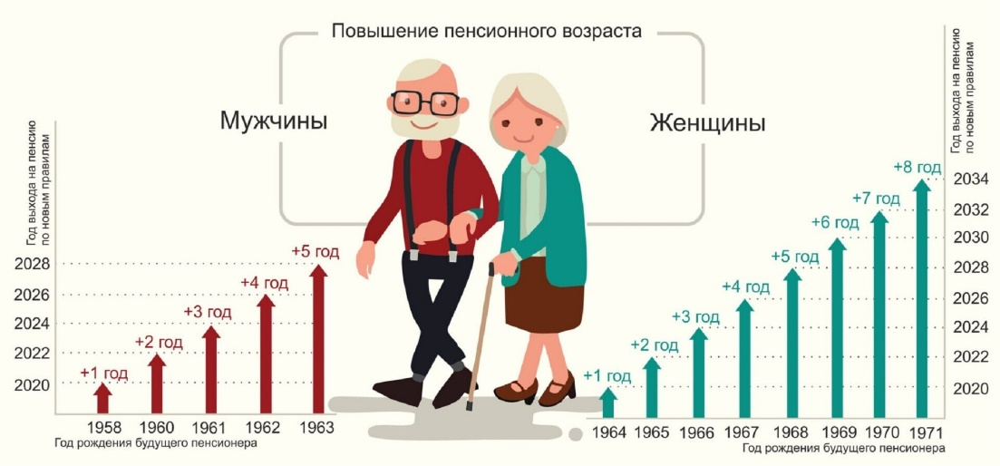 Повышение пенсионного возраста
Мужчины
Женщины
Год выхода на пенсию
по новым правилам
2028
2026
2024
2022
2020
+1 год
+2 год
+3 год
+4 год
+5 год
1958 1960 1961 1962 1963
Год рождения будущего пенсионера
Год выхода на пенсию
по новым правилам
2034
2032
2030
2028
2026
2024
2022
2020
+1 год
+2 год
+3 год
+4 год
+5 год
+6 год
+7 год
+8 год
1964 1965 1966 1967 1968 1969 1970 1971
Год рождения будущего пенсионера